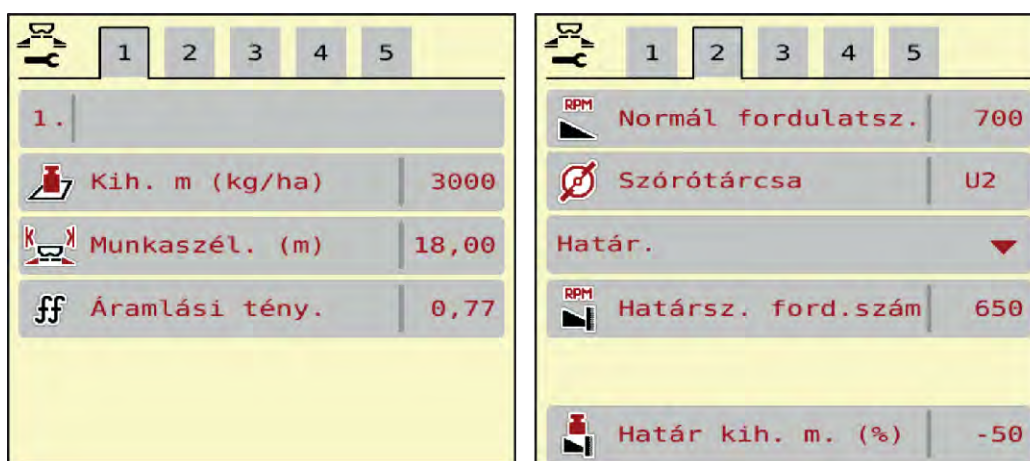 1 2 3 4 5
1.
Kih. m (kg/ha) 3000
Munkaszél. (m) 18,00
ff Áramlási tény. 0,77
1 2 3 4 5
RPM Normál fordulatsz. 700
Szórótárcsa U2
Határ.
RPM Határsz. ford.szám 650
Határ kih. m. (%) -50